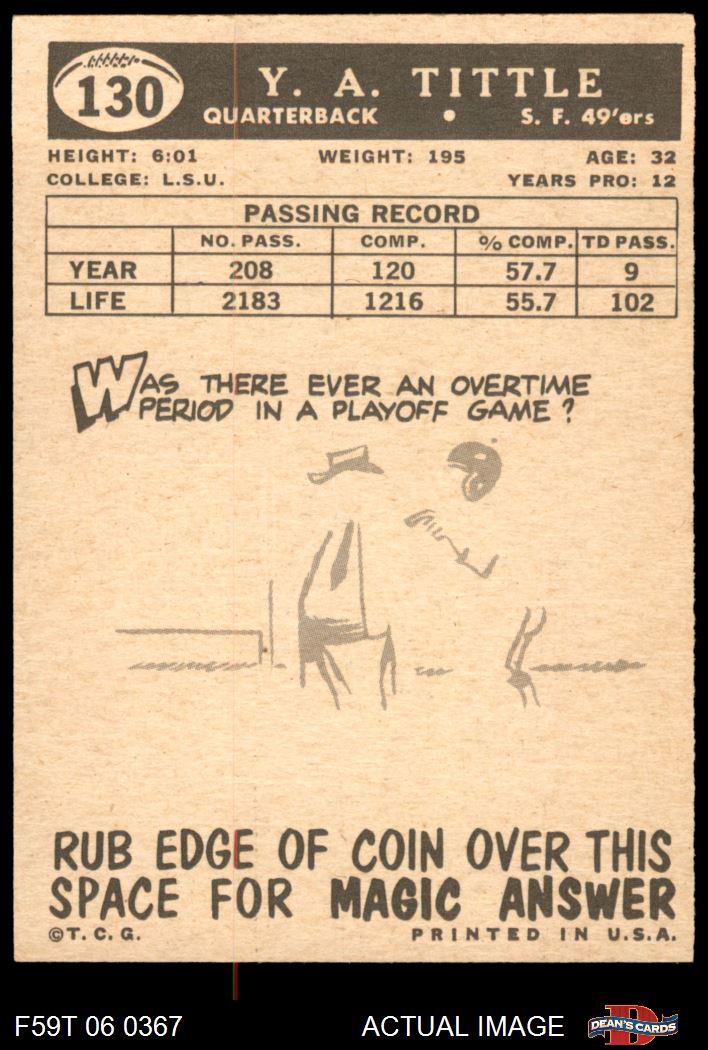 130
Y. A. TITTLE
QUARTERBACK • S. F. 49'ers
HEIGHT: 6:01 WEIGHT: 195 AGE: 32
COLLEGE: L.S.U. YEARS PRO: 12
PASSING RECORD
NO. PASS. COMP. % COMP. TD PASS.
YEAR 208 120 57.7 9
LIFE 2183 1216 55.7 102
WAS THERE EVER AN OVERTIME
PERIOD IN A PLAYOFF GAME?
RUB EDGE OF COIN OVER THIS
SPACE FOR MAGIC ANSWER
©T. C. G. PRINTED IN U.S.A.
F59T 06 0367 ACTUAL IMAGE D DEAN'S CARDS